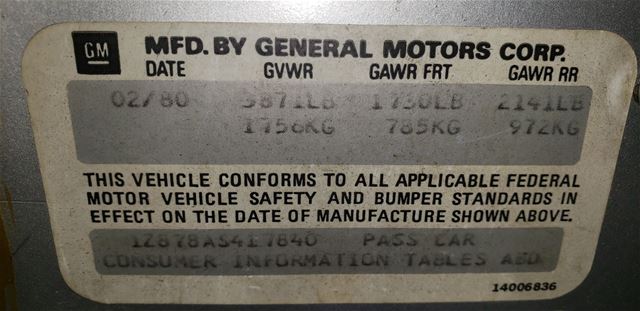 GM MFD. BY GENERAL MOTORS CORP.
DATE GVWR GAWR FRT GAWR RR
02/80 3871LB 1730LB 2141LB
1756KG 785KG 972KG
THIS VEHICLE CONFORMS TO ALL APPLICABLE FEDERAL
MOTOR VEHICLE SAFETY AND BUMPER STANDARDS IN
EFFECT ON THE DATE OF MANUFACTURE SHOWN ABOVE.
1Z878AS417840 PASS CAR
CONSUMER INFORMATION TABLES
14006836